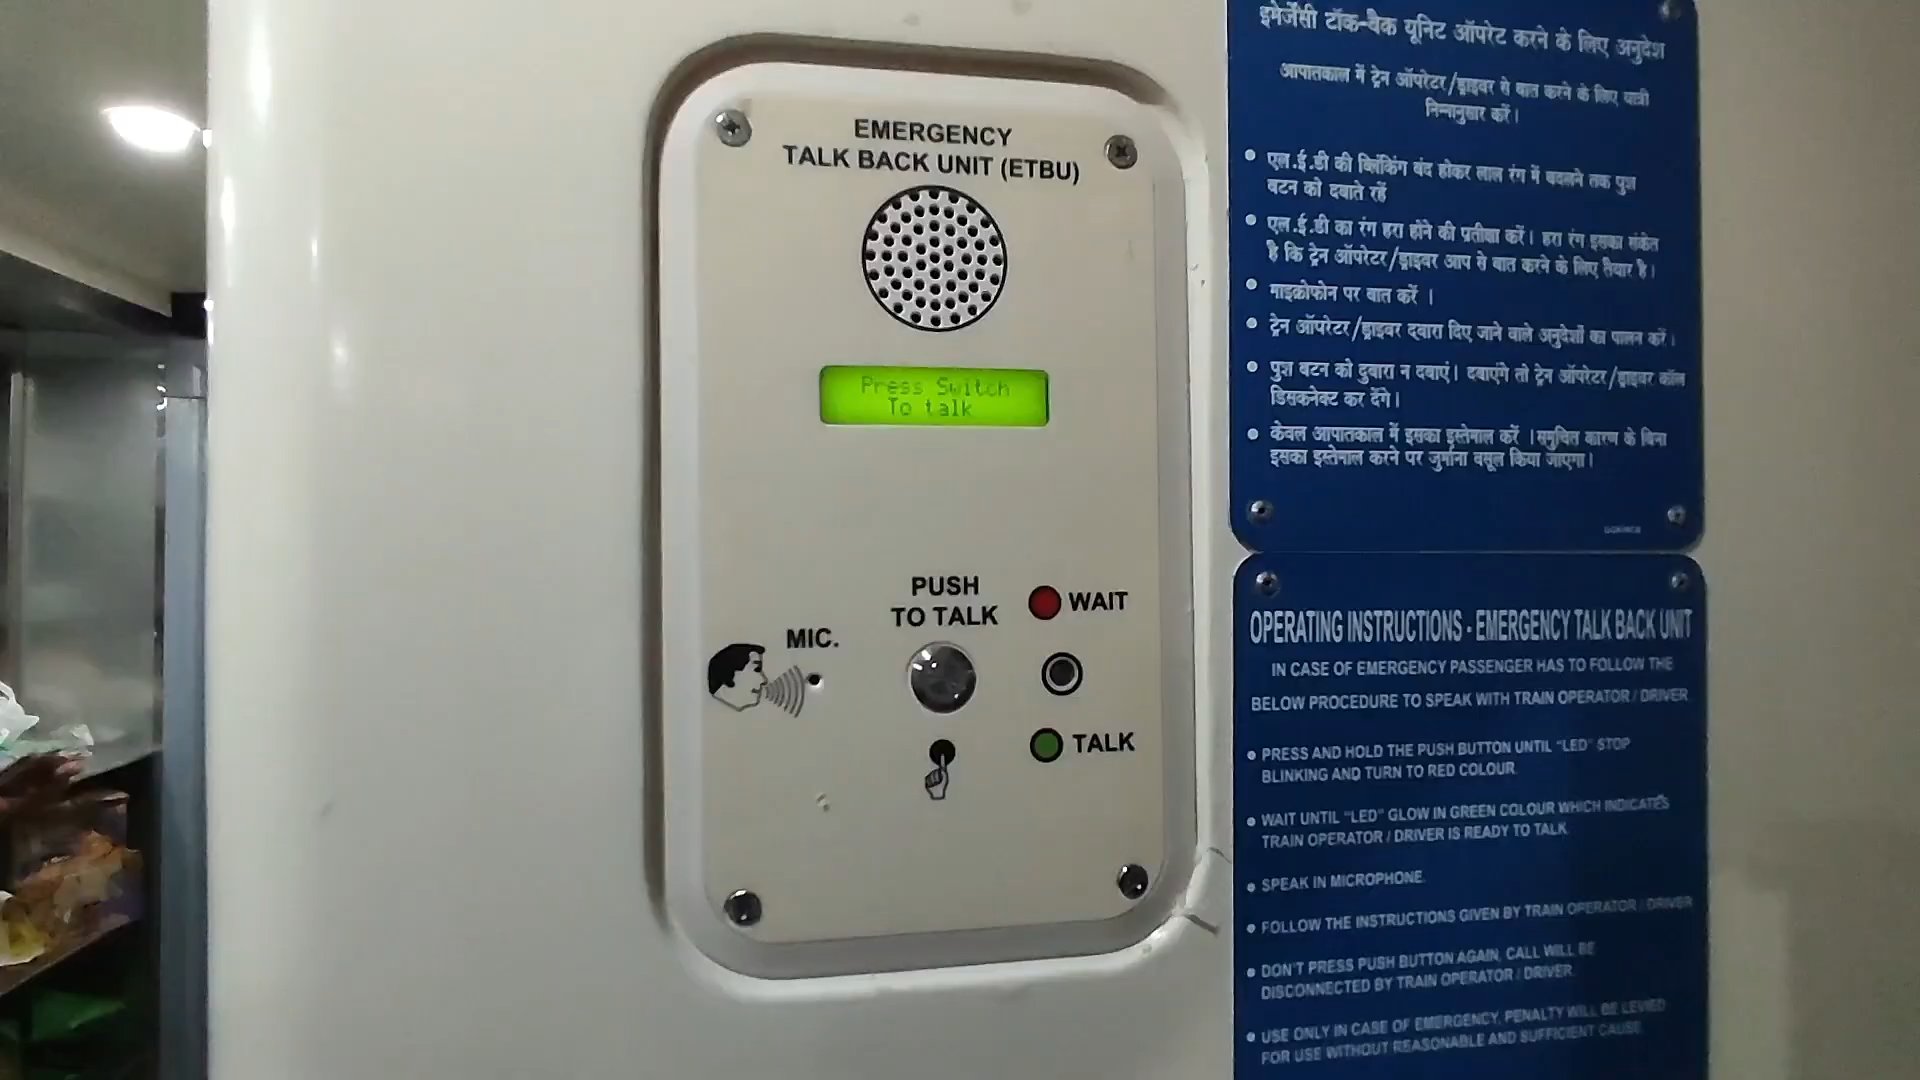 EMERGENCY
TALK BACK UNIT (ETBU)
Press Switch
To talk
PUSH
TO TALK
WAIT
MIC.
TALK
इमेर्जेंसी टॉक-बैक यूनिट ऑपरेट करने के लिए अनुदेश
आपातकाल में ट्रेन ऑपरेटर/ड्राइवर से बात करने के लिए यात्री
निम्नानुसार करें।
एल.ई.डी की ब्लिंकिंग बंद होकर लाल रंग में बदलने तक पुश
बटन को दबाते रहें
एल.ई.डी का रंग हरा होने की प्रतीक्षा करें। हरा रंग इसका संकेत
है कि ट्रेन ऑपरेटर/ड्राइवर आप से बात करने के लिए तैयार है।
माइक्रोफोन पर बात करें ।
ट्रेन ऑपरेटर/ड्राइवर दवारा दिए जाने वाले अनुदेशों का पालन करें।
पुश बटन को दुबारा न दबाएं। दबाएंगे तो ट्रेन ऑपरेटर/ड्राइवर कॉल
डिसकनेक्ट कर देंगे।
केवल आपातकाल में इसका इस्तेमाल करें ।समुचित कारण के बिना
इसका इस्तेमाल करने पर जुर्माना वसूल किया जाएगा।
OPERATING INSTRUCTIONS - EMERGENCY TALK BACK UNIT
IN CASE OF EMERGENCY PASSENGER HAS TO FOLLOW THE
BELOW PROCEDURE TO SPEAK WITH TRAIN OPERATOR / DRIVER
PRESS AND HOLD THE PUSH BUTTON UNTIL "LED" STOP
BLINKING AND TURN TO RED COLOUR.
WAIT UNTIL "LED" GLOW IN GREEN COLOUR WHICH INDICATES
TRAIN OPERATOR / DRIVER IS READY TO TALK
SPEAK IN MICROPHONE.
FOLLOW THE INSTRUCTIONS GIVEN BY TRAIN OPERATOR / DRIVER
DON'T PRESS PUSH BUTTON AGAIN, CALL WILL BE
DISCONNECTED BY TRAIN OPERATOR / DRIVER
USE ONLY IN CASE OF EMERGENCY, PENALTY WILL BE LEVIED
FOR USE WITHOUT REASONABLE AND SUFFICIENT CAUSE.